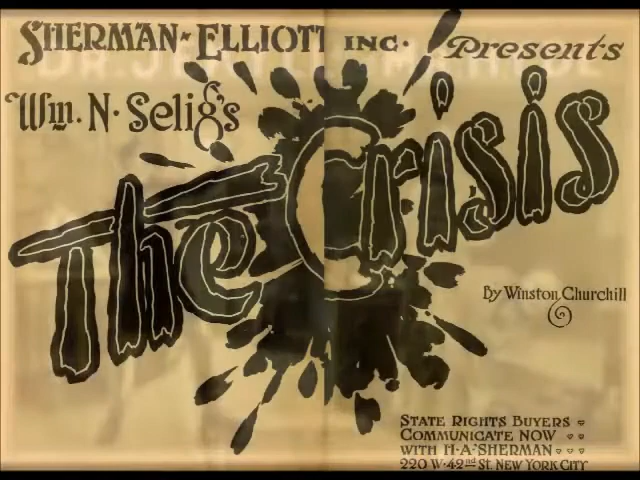 SHERMAN-ELLIOTT INC. Presents
Wm. N. Selig's
The Crisis
By Winston Churchill
STATE RIGHTS BUYERS
COMMUNICATE NOW
WITH H·A·SHERMAN
220 W·42nd St. NEW YORK CITY